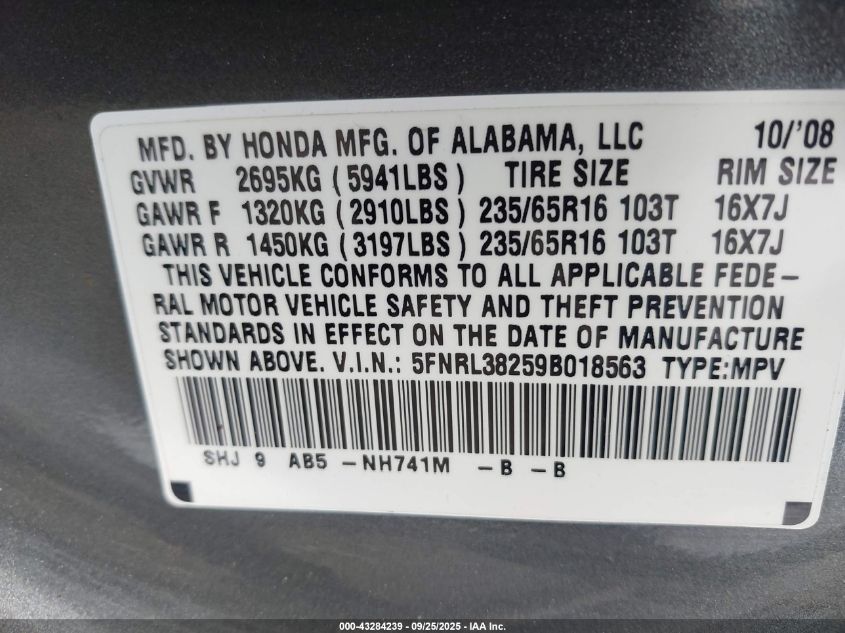 MFD. BY HONDA MFG. OF ALABAMA, LLC 10/'08
GVWR 2695KG (5941LBS) TIRE SIZE RIM SIZE
GAWR F 1320KG (2910LBS) 235/65R16 103T 16X7J
GAWR R 1450KG (3197LBS) 235/65R16 103T 16X7J
THIS VEHICLE CONFORMS TO ALL APPLICABLE FEDE-
RAL MOTOR VEHICLE SAFETY AND THEFT PREVENTION
STANDARDS IN EFFECT ON THE DATE OF MANUFACTURE
SHOWN ABOVE. V.I.N.: 5FNRL38259B018563 TYPE:MPV
SHJ 9 AB5 -NH741M -B -B
000-43284239 - 09/25/2025 - IAA Inc.